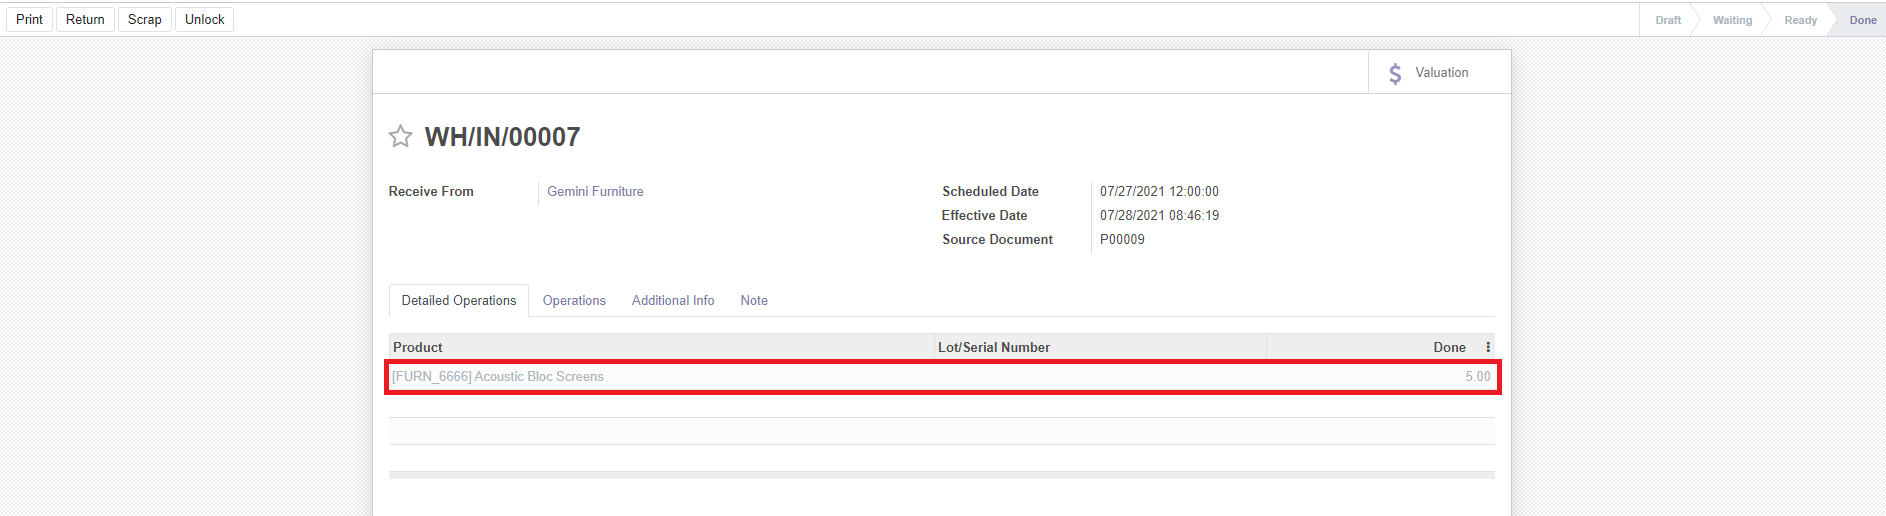 Print Return Scrap Unlock Draft Waiting Ready Done
$ Valuation
WH/IN/00007
Receive From Gemini Furniture Scheduled Date 07/27/2021 12:00:00
Effective Date 07/28/2021 08:46:19
Source Document P00009
Detailed Operations Operations Additional Info Note
Product Lot/Serial Number Done
[FURN_6666] Acoustic Bloc Screens 5.00